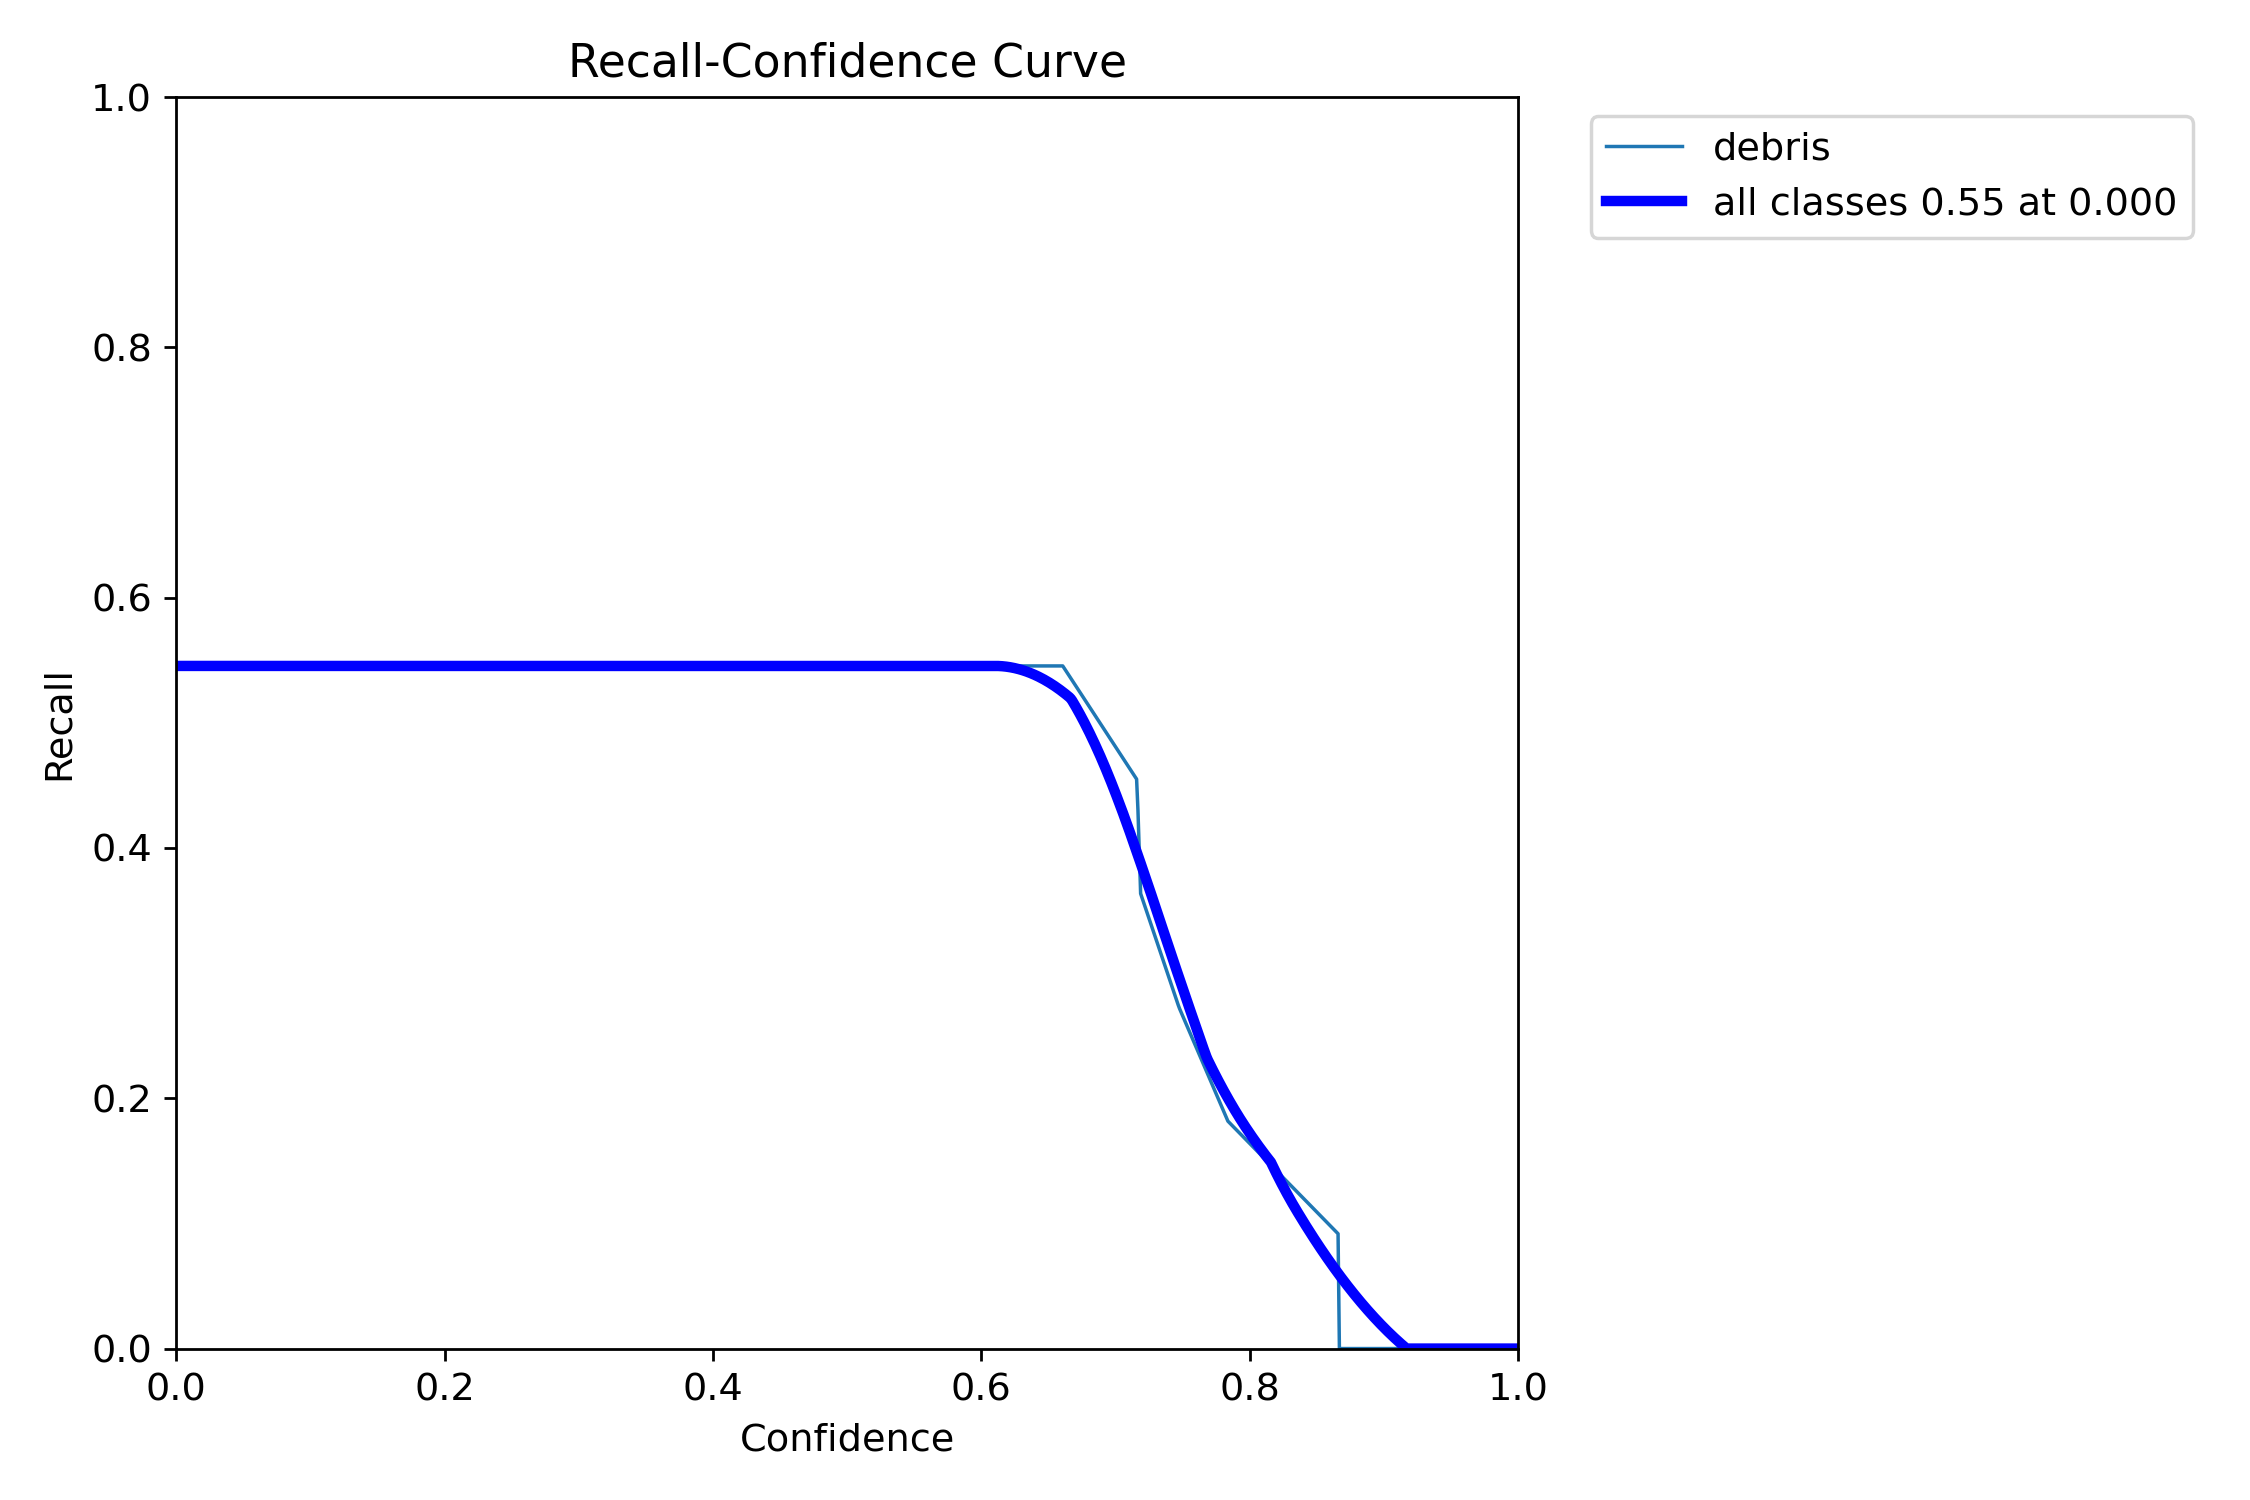 Recall-Confidence Curve
debris
all classes 0.55 at 0.000
1.0
0.8
0.6
0.4
0.2
0.0
Recall
0.0 0.2 0.4 0.6 0.8 1.0
Confidence